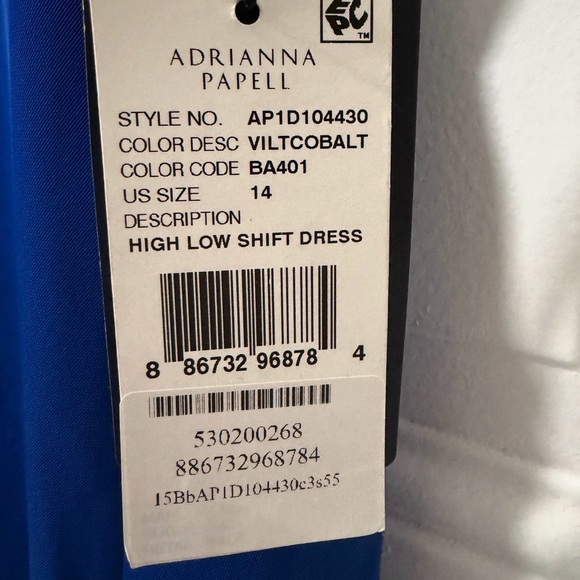 EPC
TM
ADRIANNA
PAPELL
STYLE NO. AP1D104430
COLOR DESC VILTCOBALT
COLOR CODE BA401
US SIZE 14
DESCRIPTION
HIGH LOW SHIFT DRESS
8 86732 96878 4
530200268
886732968784
15BbAP1D104430c3s55